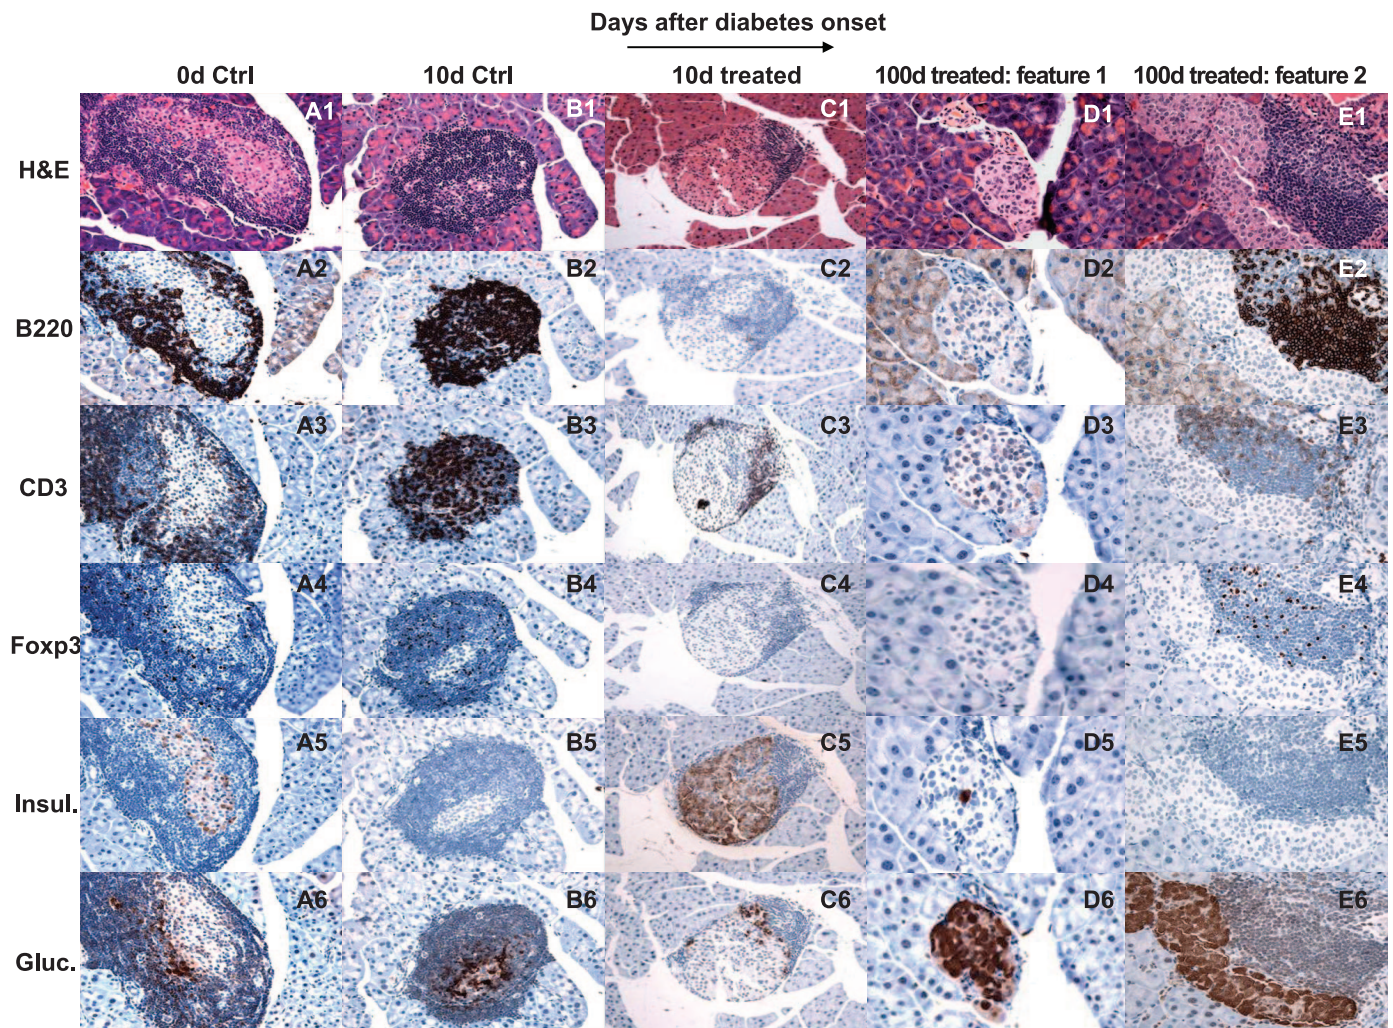 Days after diabetes onset
0d Ctrl 10d Ctrl 10d treated 100d treated: feature 1 100d treated: feature 2
H&E A1 B1 C1 D1 E1
B220 A2 B2 C2 D2 E2
CD3 A3 B3 C3 D3 E3
Foxp3 A4 B4 C4 D4 E4
Insul. A5 B5 C5 D5 E5
Gluc. A6 B6 C6 D6 E6